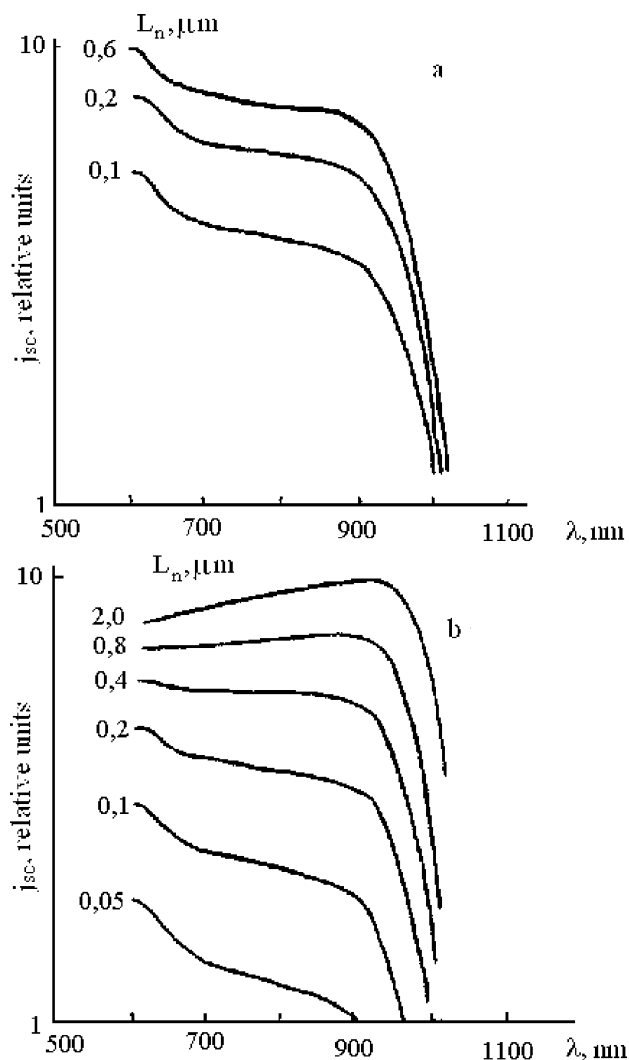 Lₙ, μm
10
0,6
a
0,2
0,1
jsc, relative units
1
500
700
900
1100
λ, nm
Lₙ, μm
10
2,0
b
0,8
0,4
0,2
jsc, relative units
0,1
0,05
1
500
700
900
1100
λ, nm